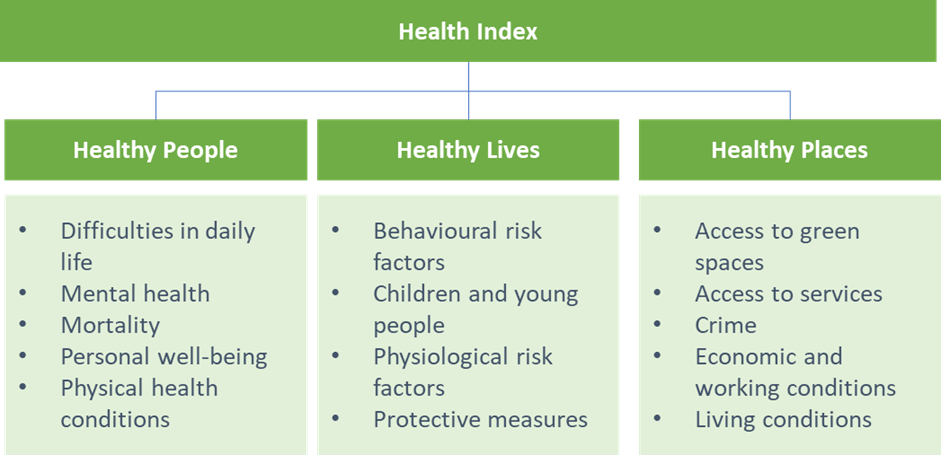 Health Index
Healthy People
Healthy Lives
Healthy Places
• Difficulties in daily
life
• Mental health
• Mortality
• Personal well-being
• Physical health
conditions
• Behavioural risk
factors
• Children and young
people
• Physiological risk
factors
• Protective measures
• Access to green
spaces
• Access to services
• Crime
• Economic and
working conditions
• Living conditions